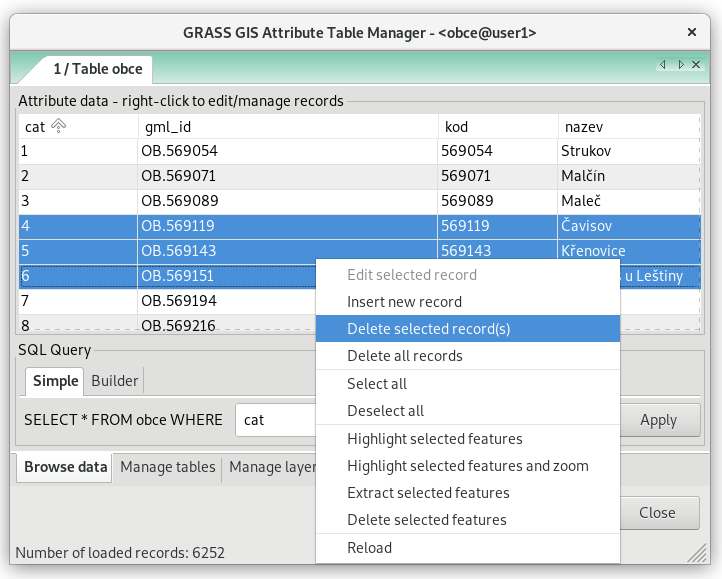 GRASS GIS Attribute Table Manager - <obce@user1>
1 / Table obce
Attribute data - right-click to edit/manage records
cat gml_id kod nazev
1 OB.569054 569054 Strukov
2 OB.569071 569071 Malčín
3 OB.569089 569089 Maleč
4 OB.569119 569119 Čavisov
5 OB.569143 569143 Křenovice
6 OB.569151 u Leštiny
7 OB.569194
8 OB.569216
Edit selected record
Insert new record
Delete selected record(s)
Delete all records
Select all
Deselect all
Highlight selected features
Highlight selected features and zoom
Extract selected features
Delete selected features
Reload
SQL Query
Simple Builder
SELECT * FROM obce WHERE cat Apply
Browse data Manage tables Manage layer
Close
Number of loaded records: 6252